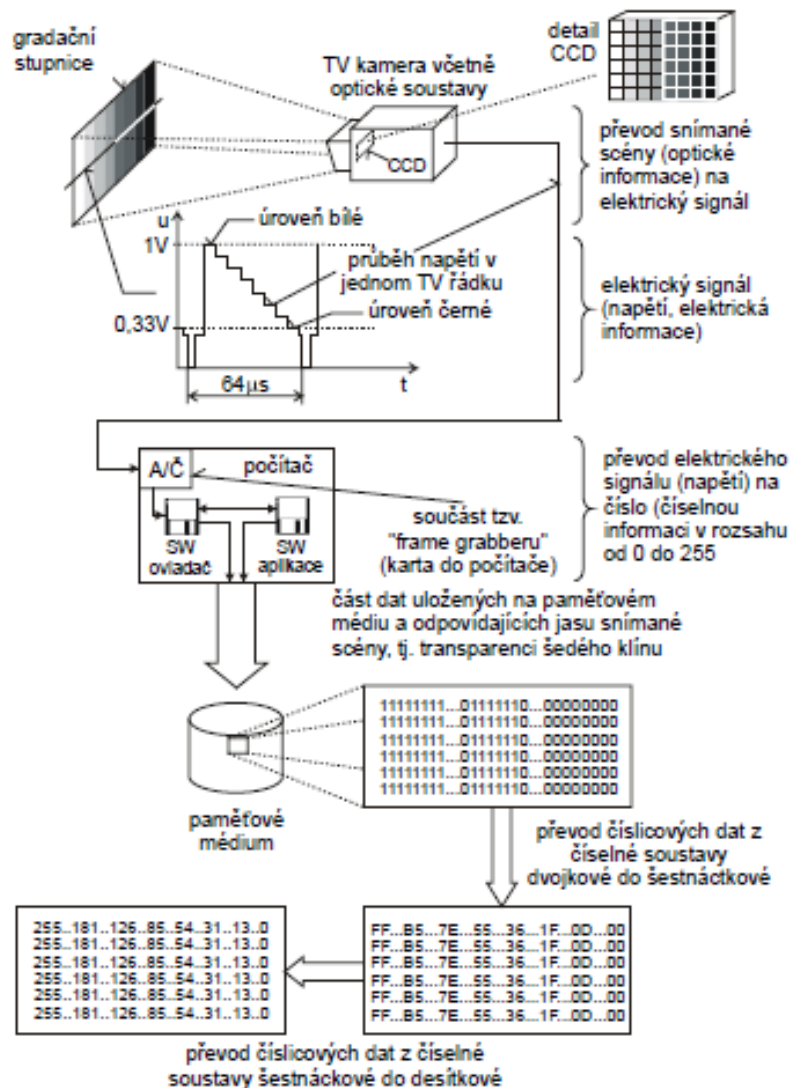 gradační
stupnice
TV kamera včetně
optické soustavy
detail
CCD
CCD
převod snímané
scény (optické
informace) na
elektrický signál
u
1V
úroveň bílé
průběh napětí v
jednom TV řádku
úroveň černé
0,33V
64µs
t
elektrický signál
(napětí, elektrická
informace)
A/Č
počítač
SW
ovladač
SW
aplikace
součást tzv.
"frame grabberu"
(karta do počítače)
převod elektrického
signálu (napětí) na
číslo (číselnou
informaci v rozsahu
od 0 do 255
část dat uložených na paměťovém
médiu a odpovídajících jasu snímané
scény, tj. transparenci šedého klínu
11111111...01111110...00000000
11111111...01111110...00000000
11111111...01111110...00000000
11111111...01111110...00000000
11111111...01111110...00000000
11111111...01111110...00000000
paměťové
médium
převod číslicových dat z
číselné soustavy
dvojkové do šestnáctkové
255..181..126..85..54..31..13..0
255..181..126..85..54..31..13..0
255..181..126..85..54..31..13..0
255..181..126..85..54..31..13..0
255..181..126..85..54..31..13..0
255..181..126..85..54..31..13..0
FF...B5...7E...55...36...1F...0D...00
FF...B5...7E...55...36...1F...0D...00
FF...B5...7E...55...36...1F...0D...00
FF...B5...7E...55...36...1F...0D...00
FF...B5...7E...55...36...1F...0D...00
FF...B5...7E...55...36...1F...0D...00
převod číslicových dat z číselné
soustavy šestnáckové do desítkové